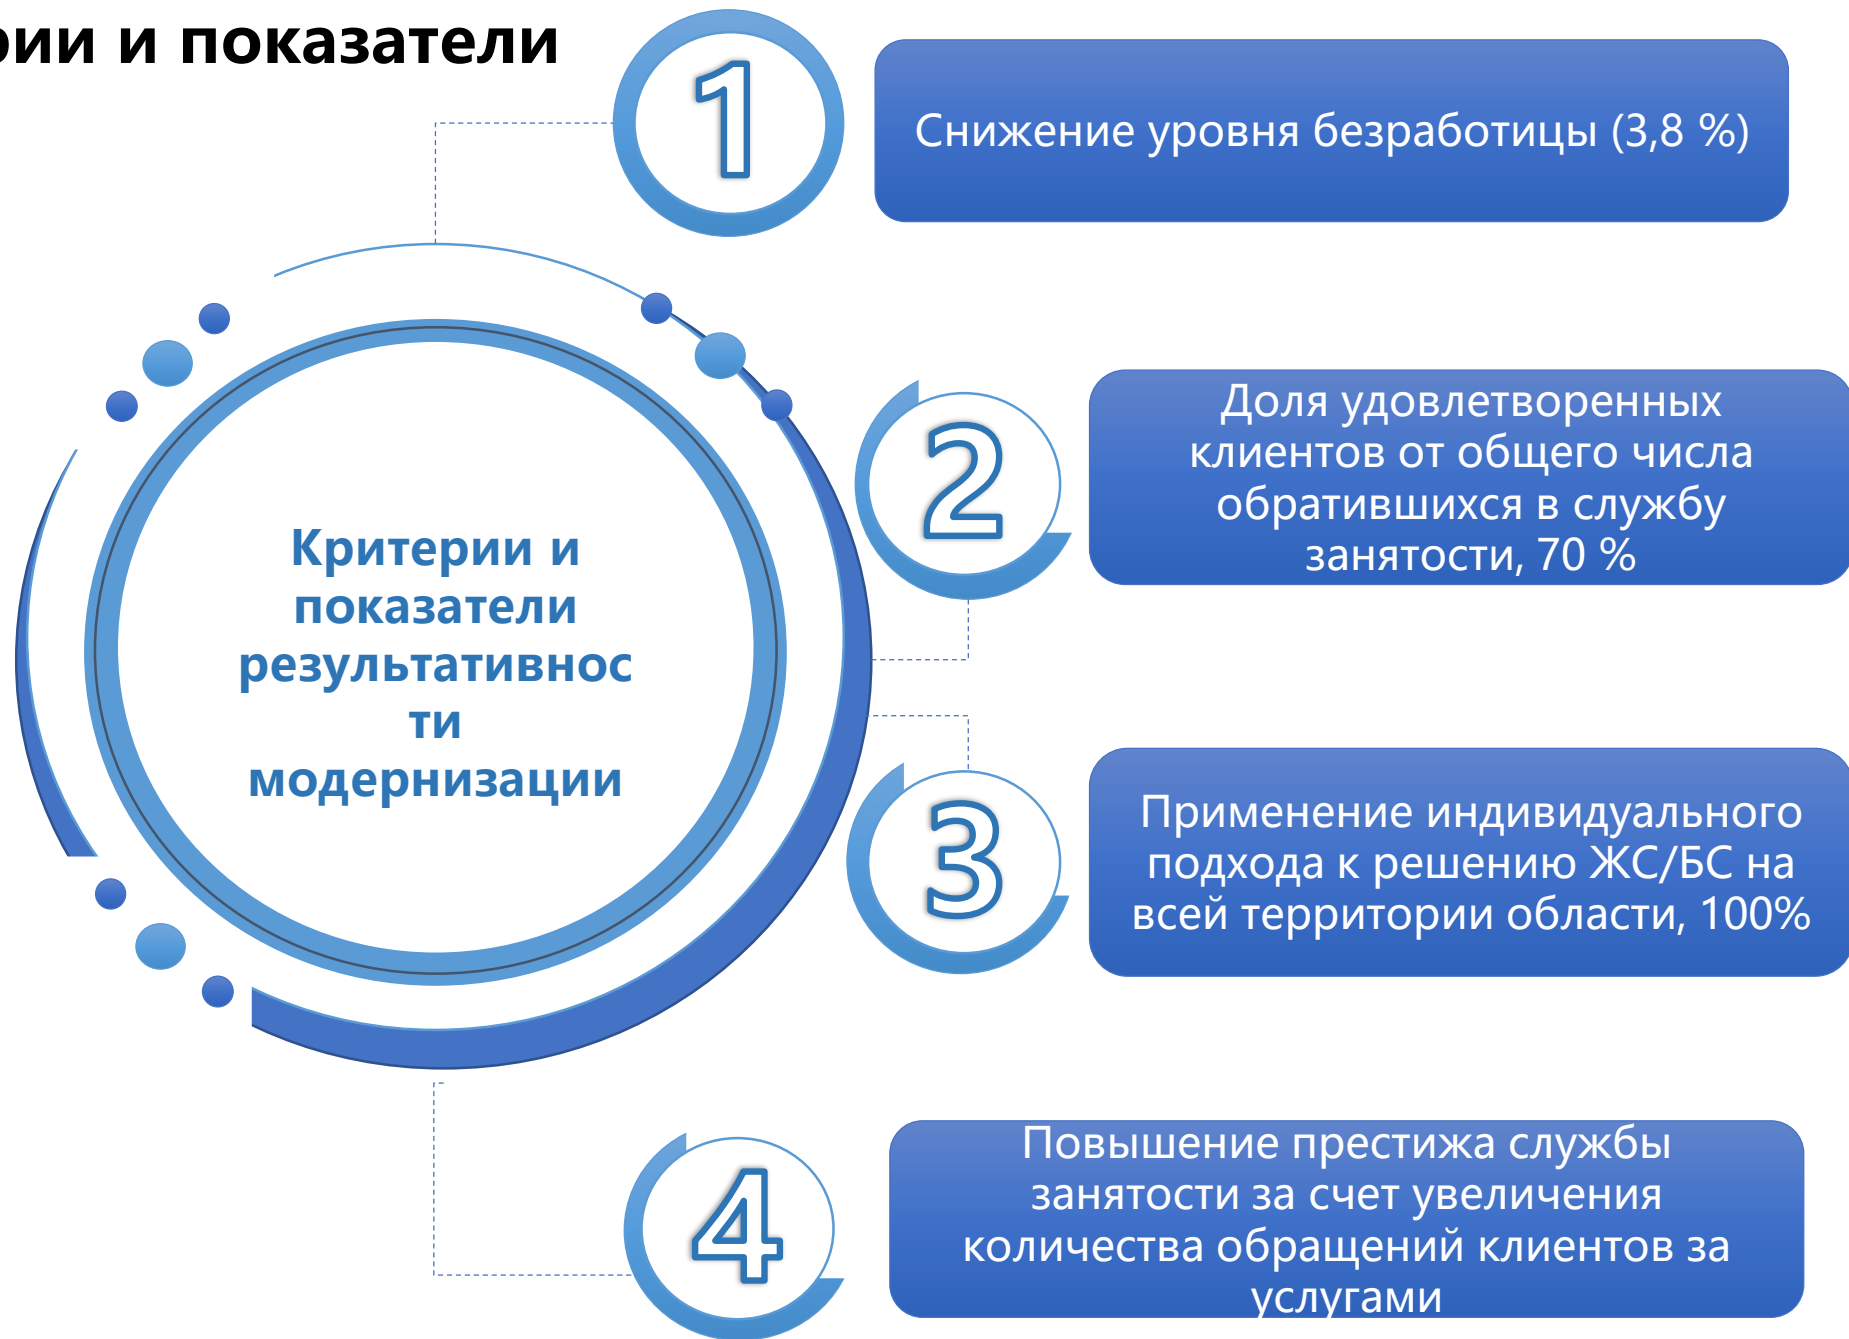 рии и показатели
1
Снижение уровня безработицы (3,8 %)
2
Доля удовлетворенных
клиентов от общего числа
обратившихся в службу
занятости, 70 %
Критерии и
показатели
результативнос
ти
модернизации
3
Применение индивидуального
подхода к решению ЖС/БС на
всей территории области, 100%
4
Повышение престижа службы
занятости за счет увеличения
количества обращений клиентов за
услугами